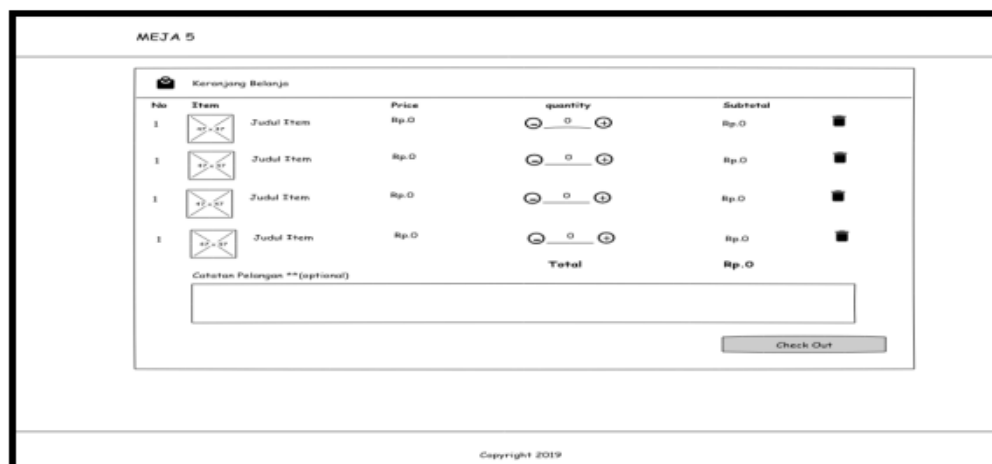 MEJA 5
Keranjang Belanja
No Item Price quantity Subtotal
1 Judul Item Rp.0 0 Rp.0
1 Judul Item Rp.0 0 Rp.0
1 Judul Item Rp.0 0 Rp.0
1 Judul Item Rp.0 0 Rp.0
Total Rp.0
Catatan Pelangan **(optional)
Check Out
Copyright 2019